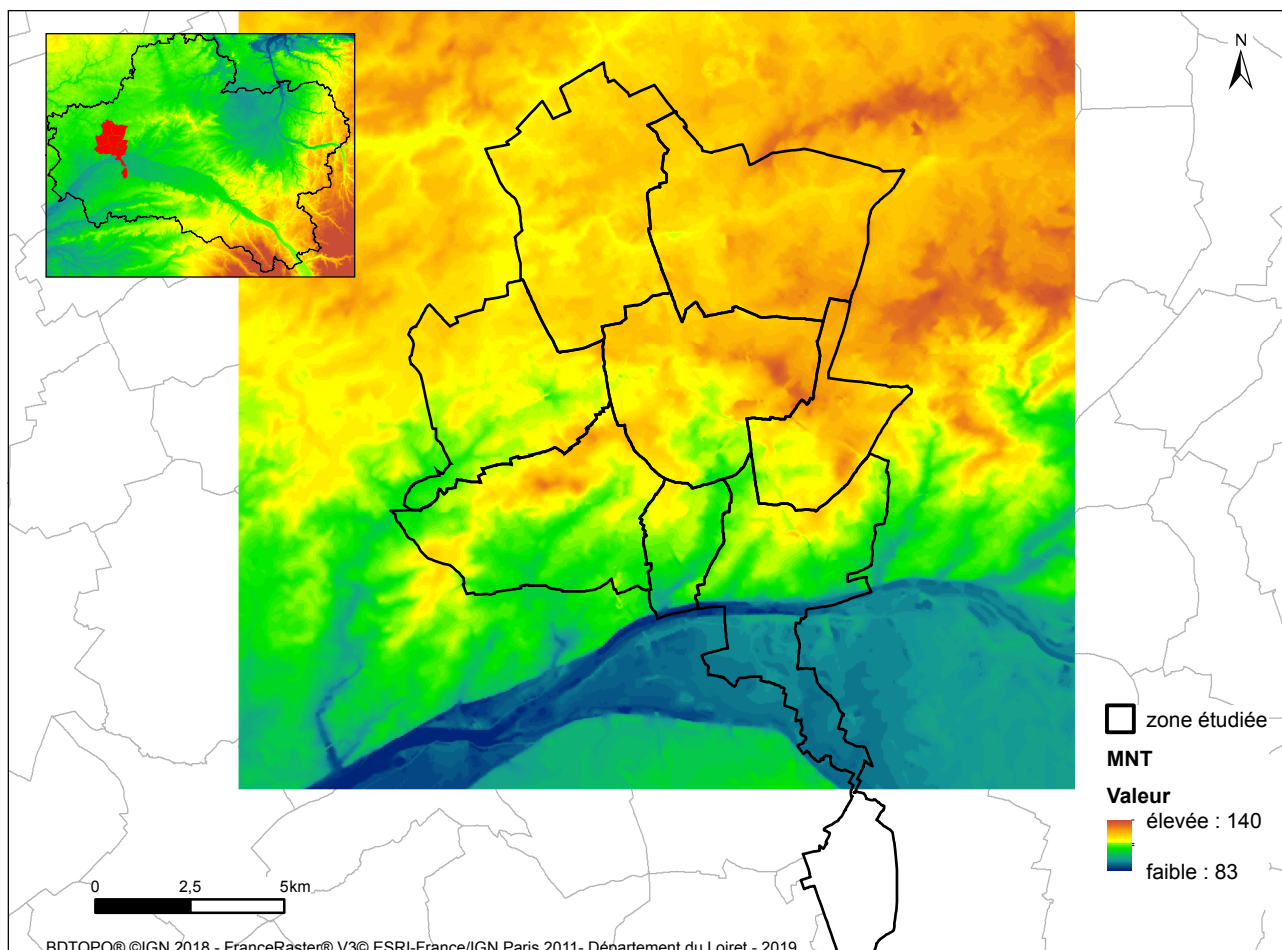 N
zone étudiée
MNT
Valeur
élevée : 140
faible : 83
0 2,5 5km
BDTOPO® ©IGN 2018 - FranceRaster® V3© ESRI-France/IGN Paris 2011- Département du Loiret - 2019